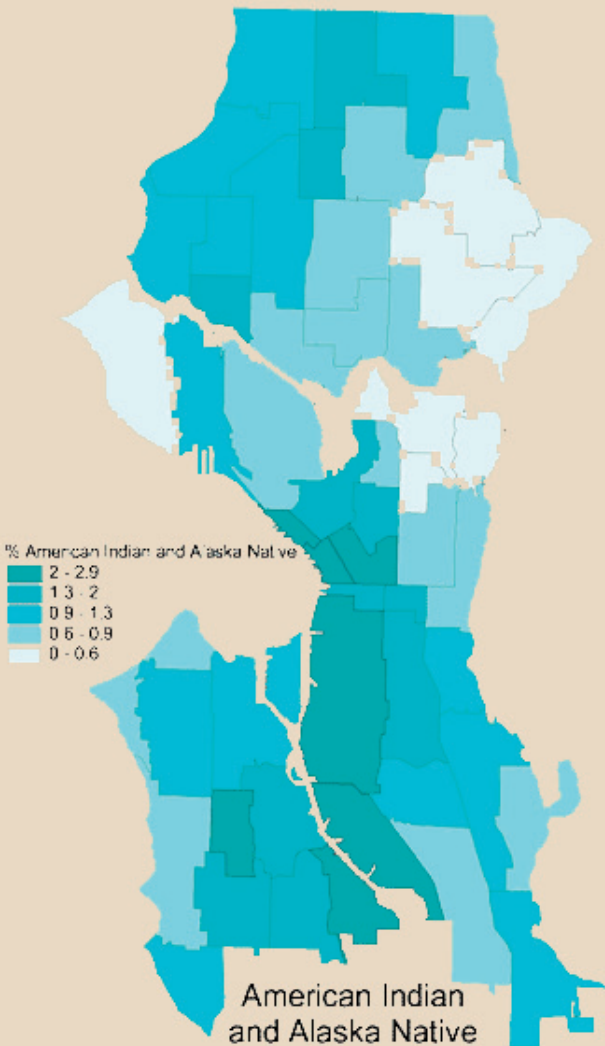 % American Indian and Alaska Native
2 - 2.9
1.3 - 2
0.9 - 1.3
0.6 - 0.9
0 - 0.6
American Indian
and Alaska Native